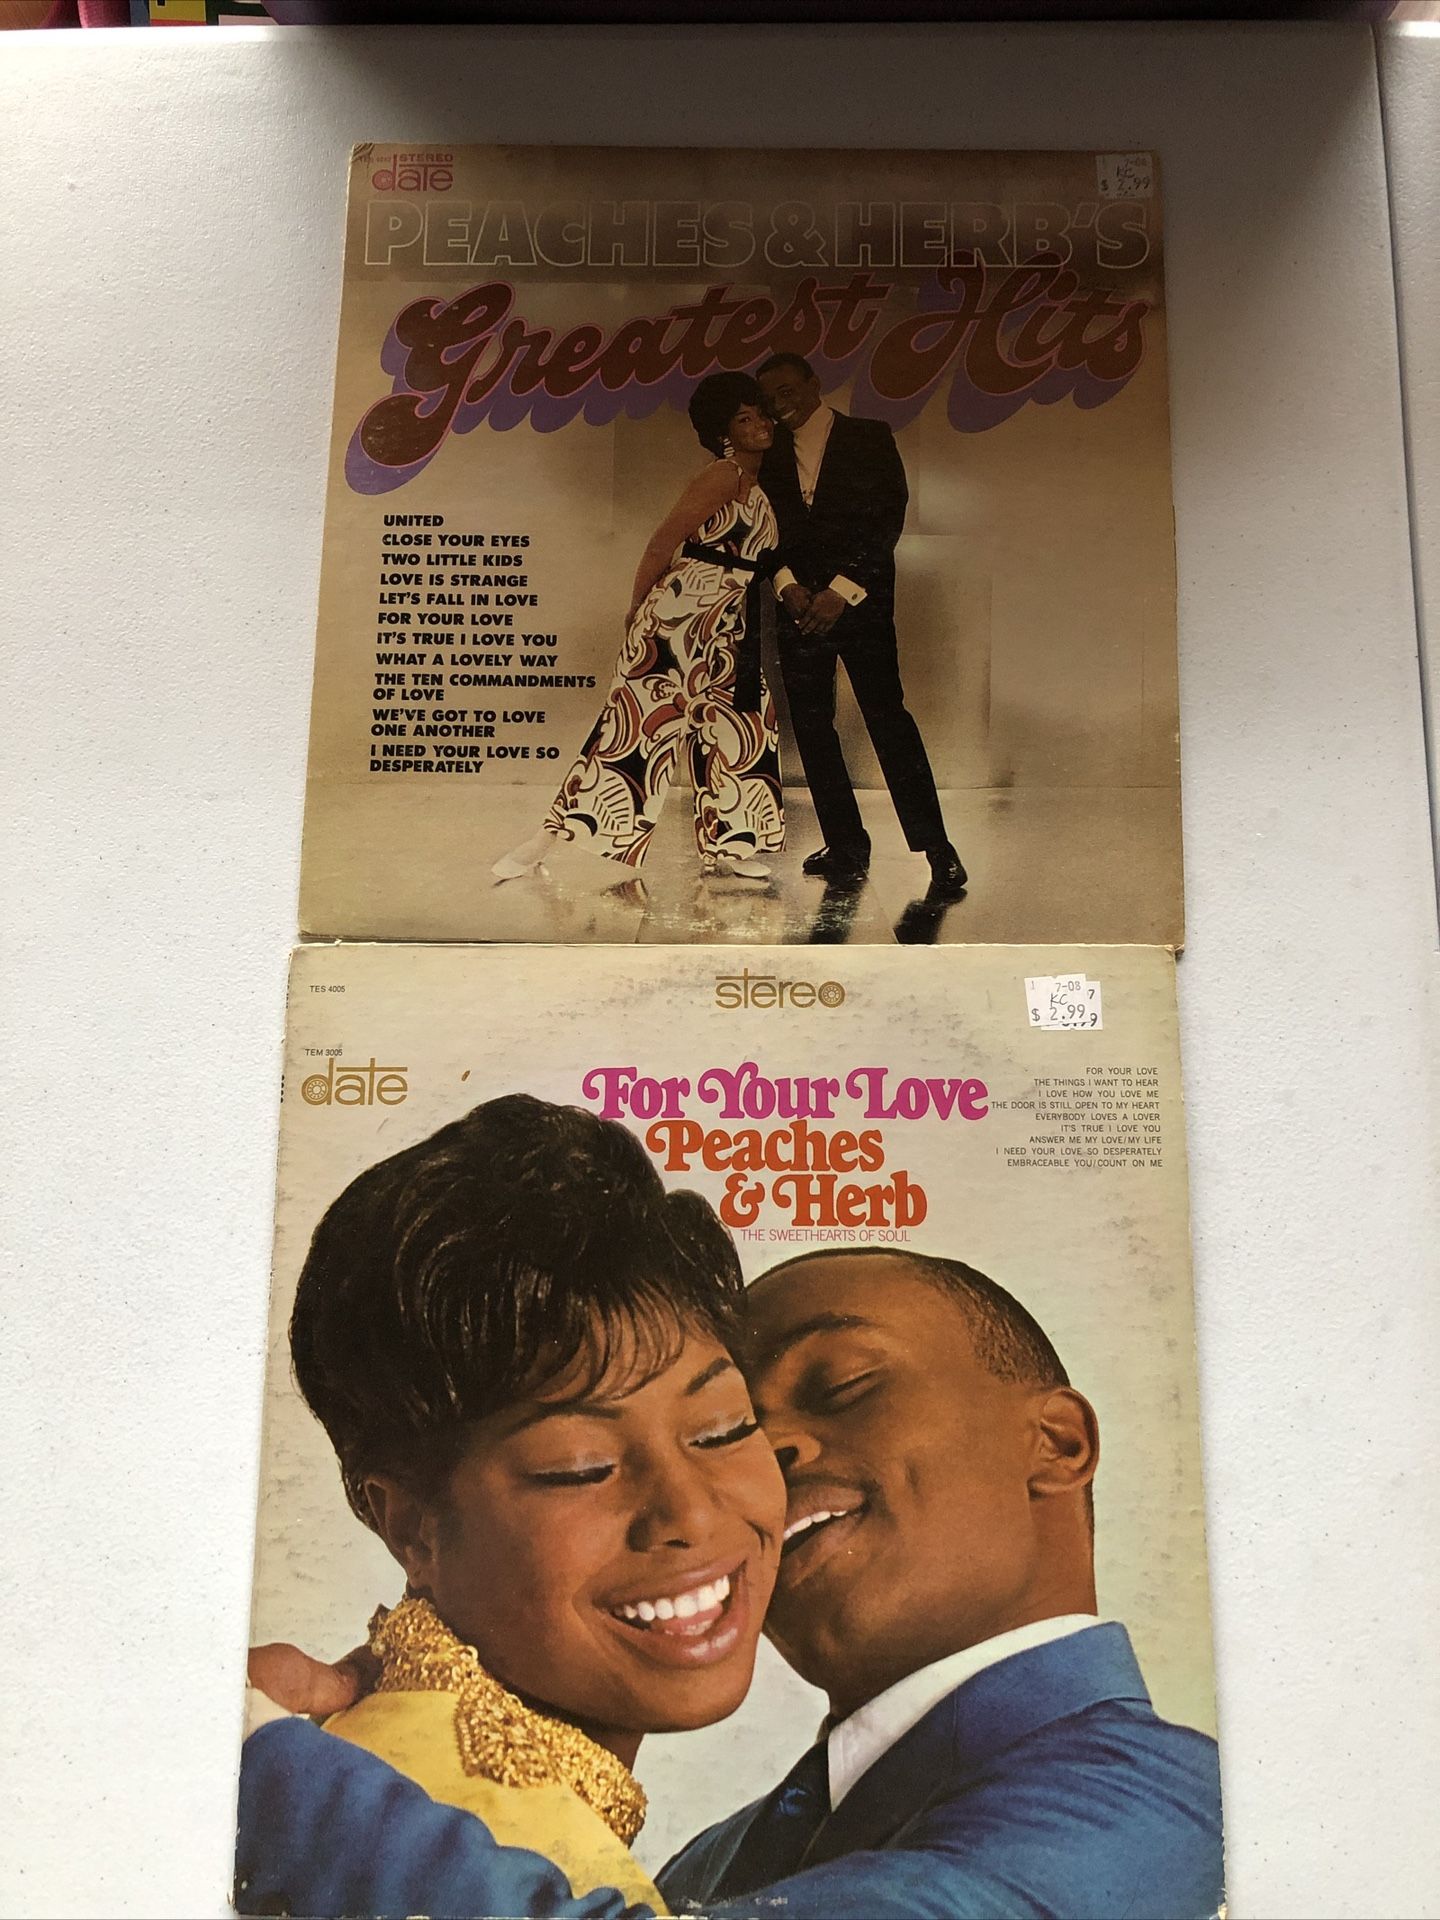 STEREO
date
7-08
KC
$ 2.99
PEACHES & HERB'S
Greatest Hits
UNITED
CLOSE YOUR EYES
TWO LITTLE KIDS
LOVE IS STRANGE
LET'S FALL IN LOVE
FOR YOUR LOVE
IT'S TRUE I LOVE YOU
WHAT A LOVELY WAY
THE TEN COMMANDMENTS
OF LOVE
WE'VE GOT TO LOVE
ONE ANOTHER
I NEED YOUR LOVE SO
DESPERATELY
TES 4005
stereo
1 7-08
KC 7
$ 2.99
TEM 3005
date
For Your Love
Peaches
& Herb
THE SWEETHEARTS OF SOUL
FOR YOUR LOVE
THE THINGS I WANT TO HEAR
I LOVE HOW YOU LOVE ME
THE DOOR IS STILL OPEN TO MY HEART
EVERYBODY LOVES A LOVER
IT'S TRUE I LOVE YOU
ANSWER ME MY LOVE/MY LIFE
I NEED YOUR LOVE SO DESPERATELY
EMBRACEABLE YOU/COUNT ON ME